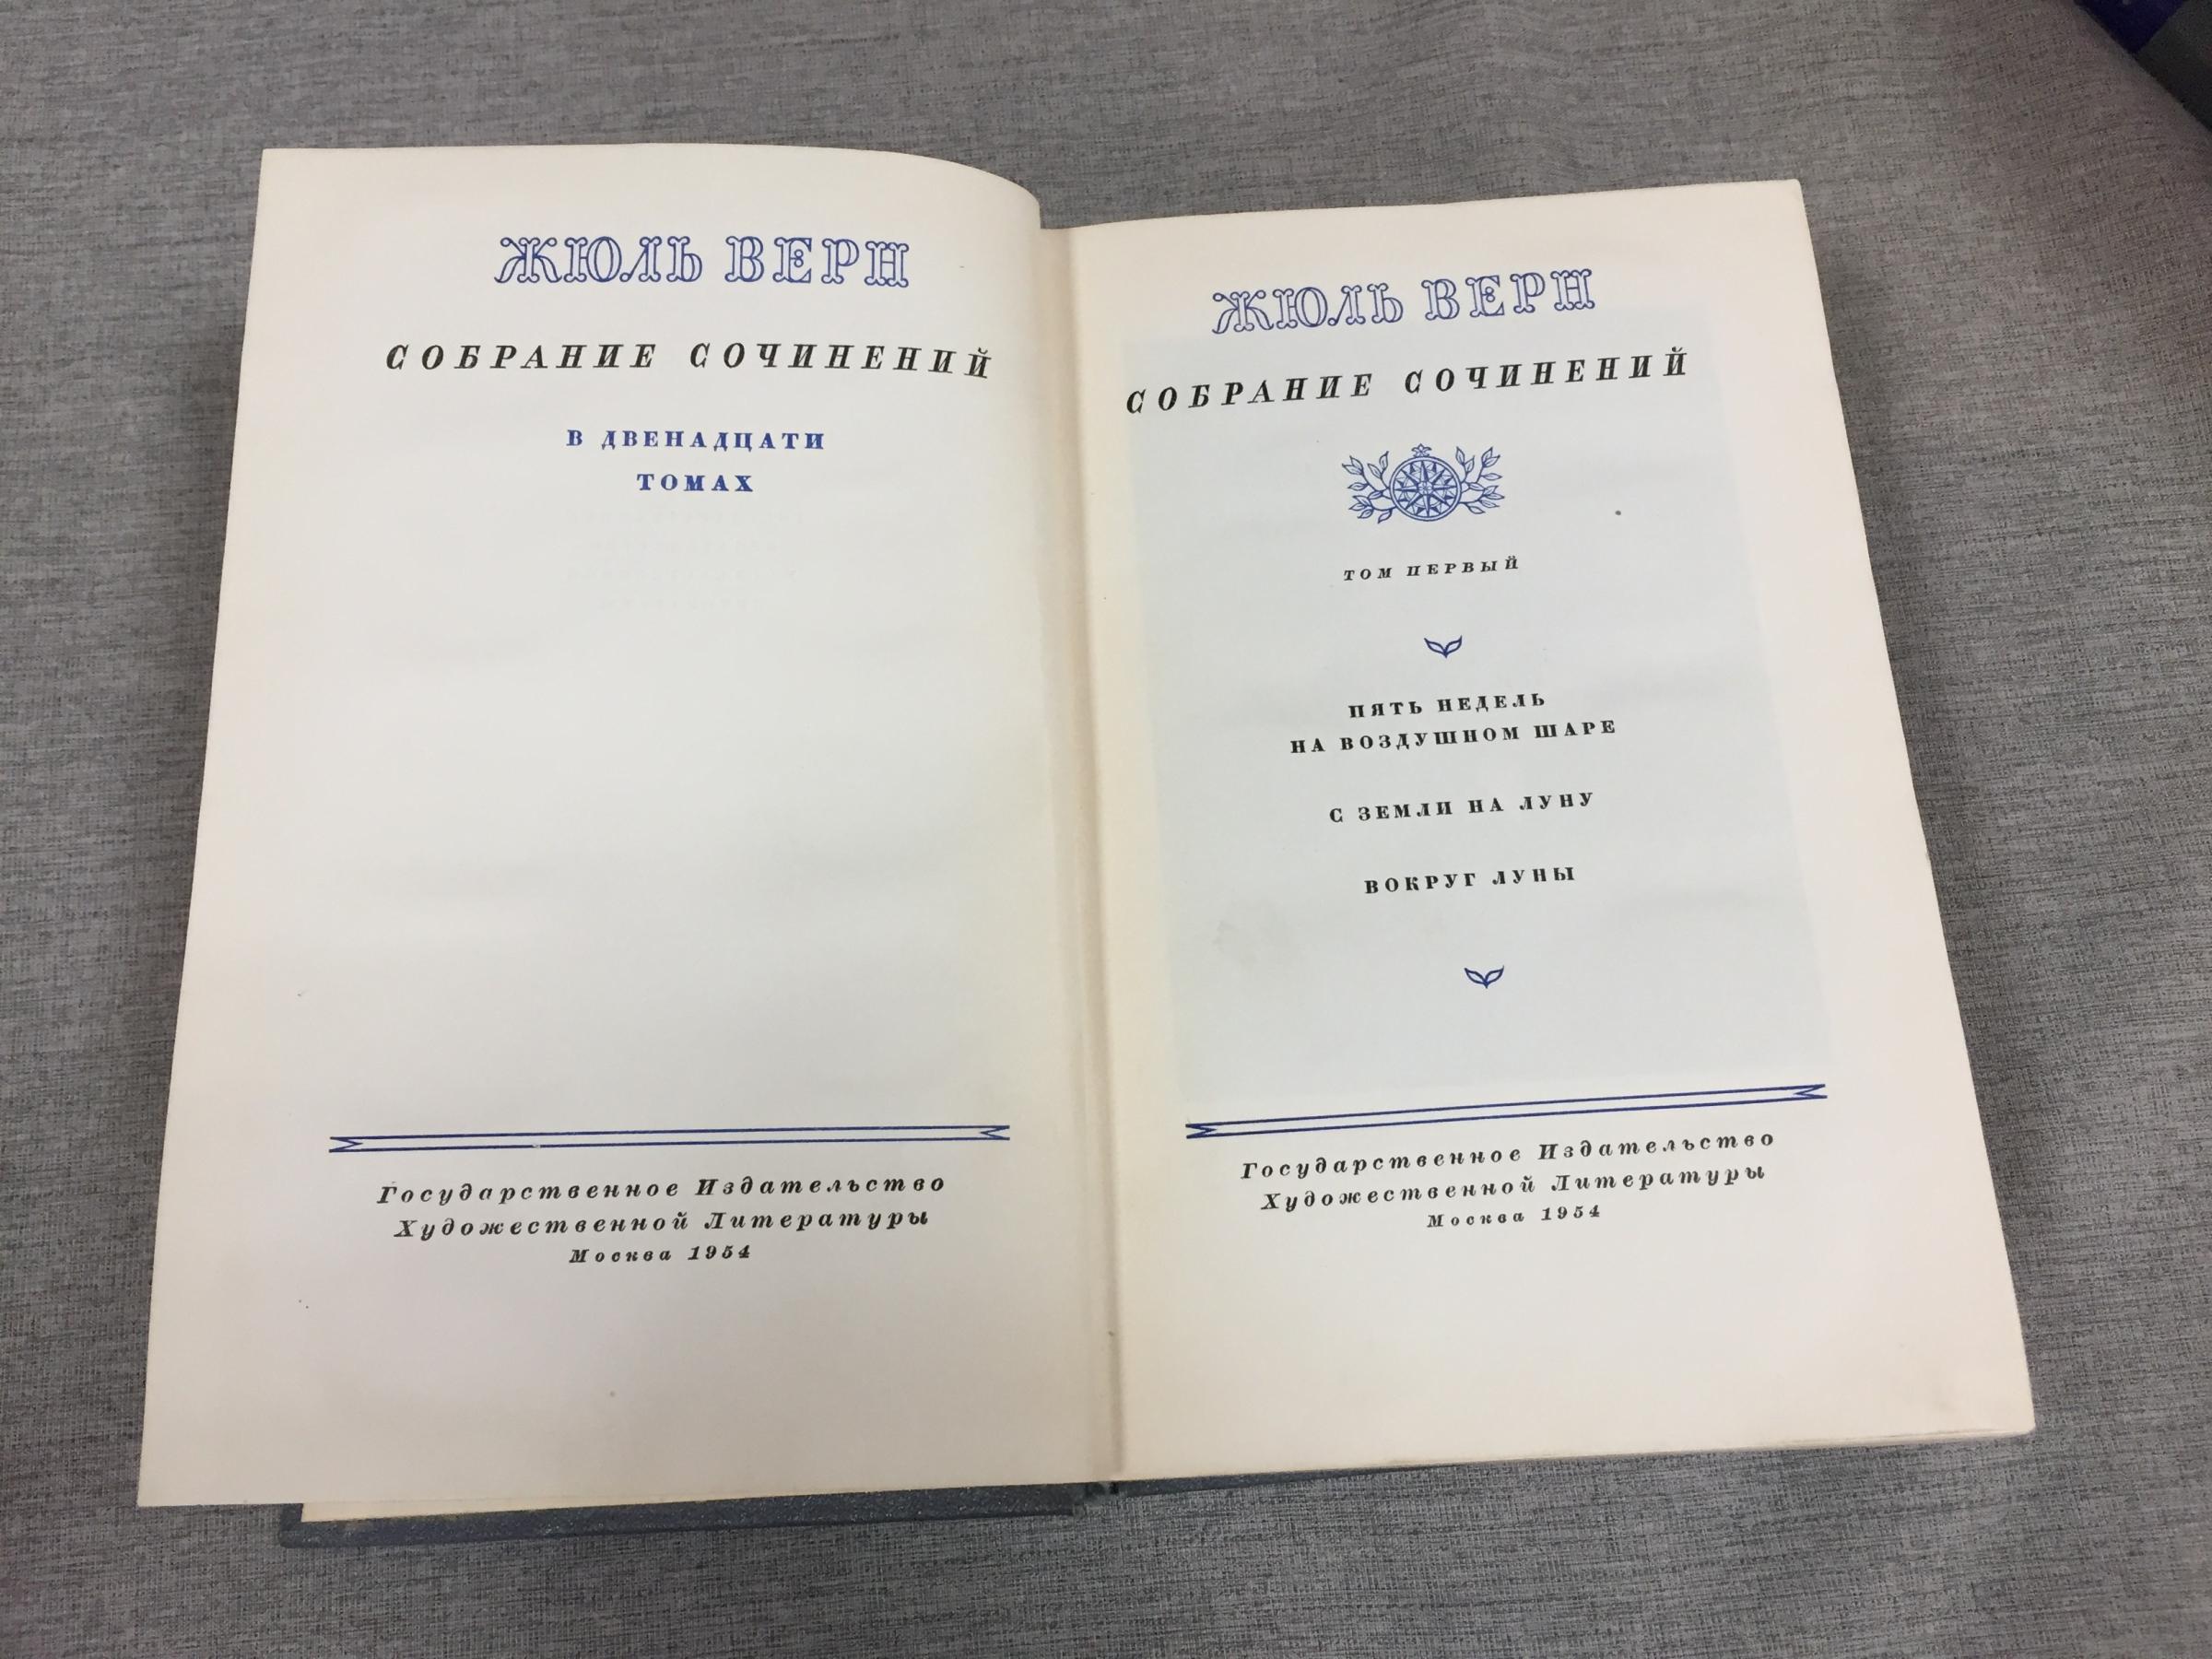 ЖЮЛЬ ВЕРН
СОБРАНИЕ СОЧИНЕНИЙ
В ДВЕНАДЦАТИ
ТОМАХ
Государственное Издательство
Художественной Литературы
Москва 1954
ЖЮЛЬ ВЕРН
СОБРАНИЕ СОЧИНЕНИЙ
ТОМ ПЕРВЫЙ
ПЯТЬ НЕДЕЛЬ
НА ВОЗДУШНОМ ШАРЕ
С ЗЕМЛИ НА ЛУНУ
ВОКРУГ ЛУНЫ
Государственное Издательство
Художественной Литературы
Москва 1954